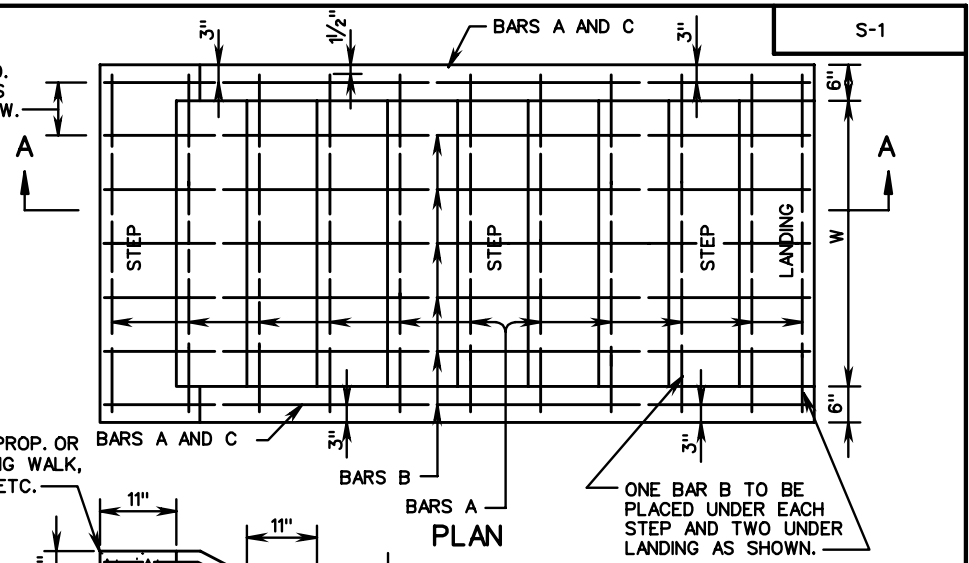 S-1
3"
1½"
BARS A AND C
3"
6"
W.
A
A
STEP
STEP
STEP
LANDING
W
6"
3"
3"
BARS A AND C
PROP. OR
WALK,
ETC.
BARS B
BARS A
PLAN
ONE BAR B TO BE
PLACED UNDER EACH
STEP AND TWO UNDER
LANDING AS SHOWN.
11"
11"